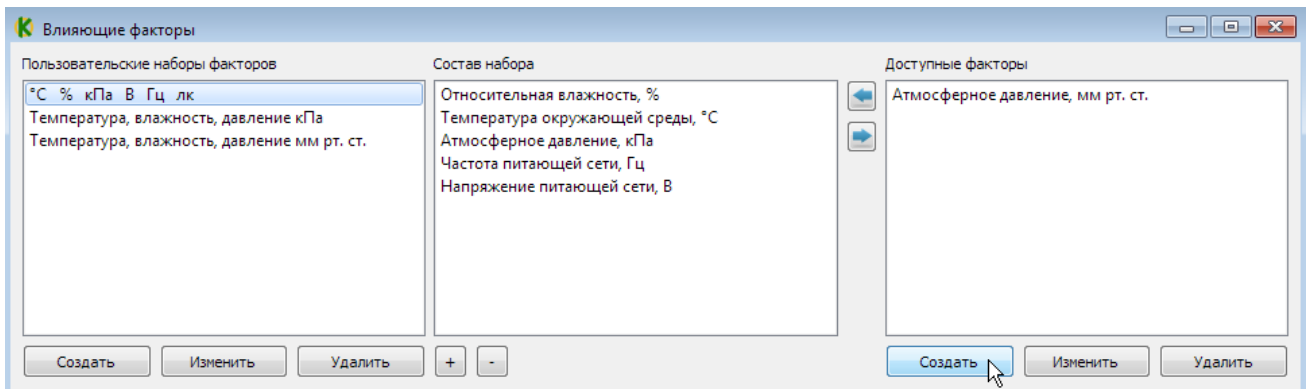 Влияющие факторы
Пользовательские наборы факторов
°С % кПа В Гц лк
Температура, влажность, давление кПа
Температура, влажность, давление мм рт. ст.
Создать Изменить Удалить
Состав набора
Относительная влажность, %
Температура окружающей среды, °С
Атмосферное давление, кПа
Частота питающей сети, Гц
Напряжение питающей сети, В
+ -
Доступные факторы
Атмосферное давление, мм рт. ст.
Создать Изменить Удалить